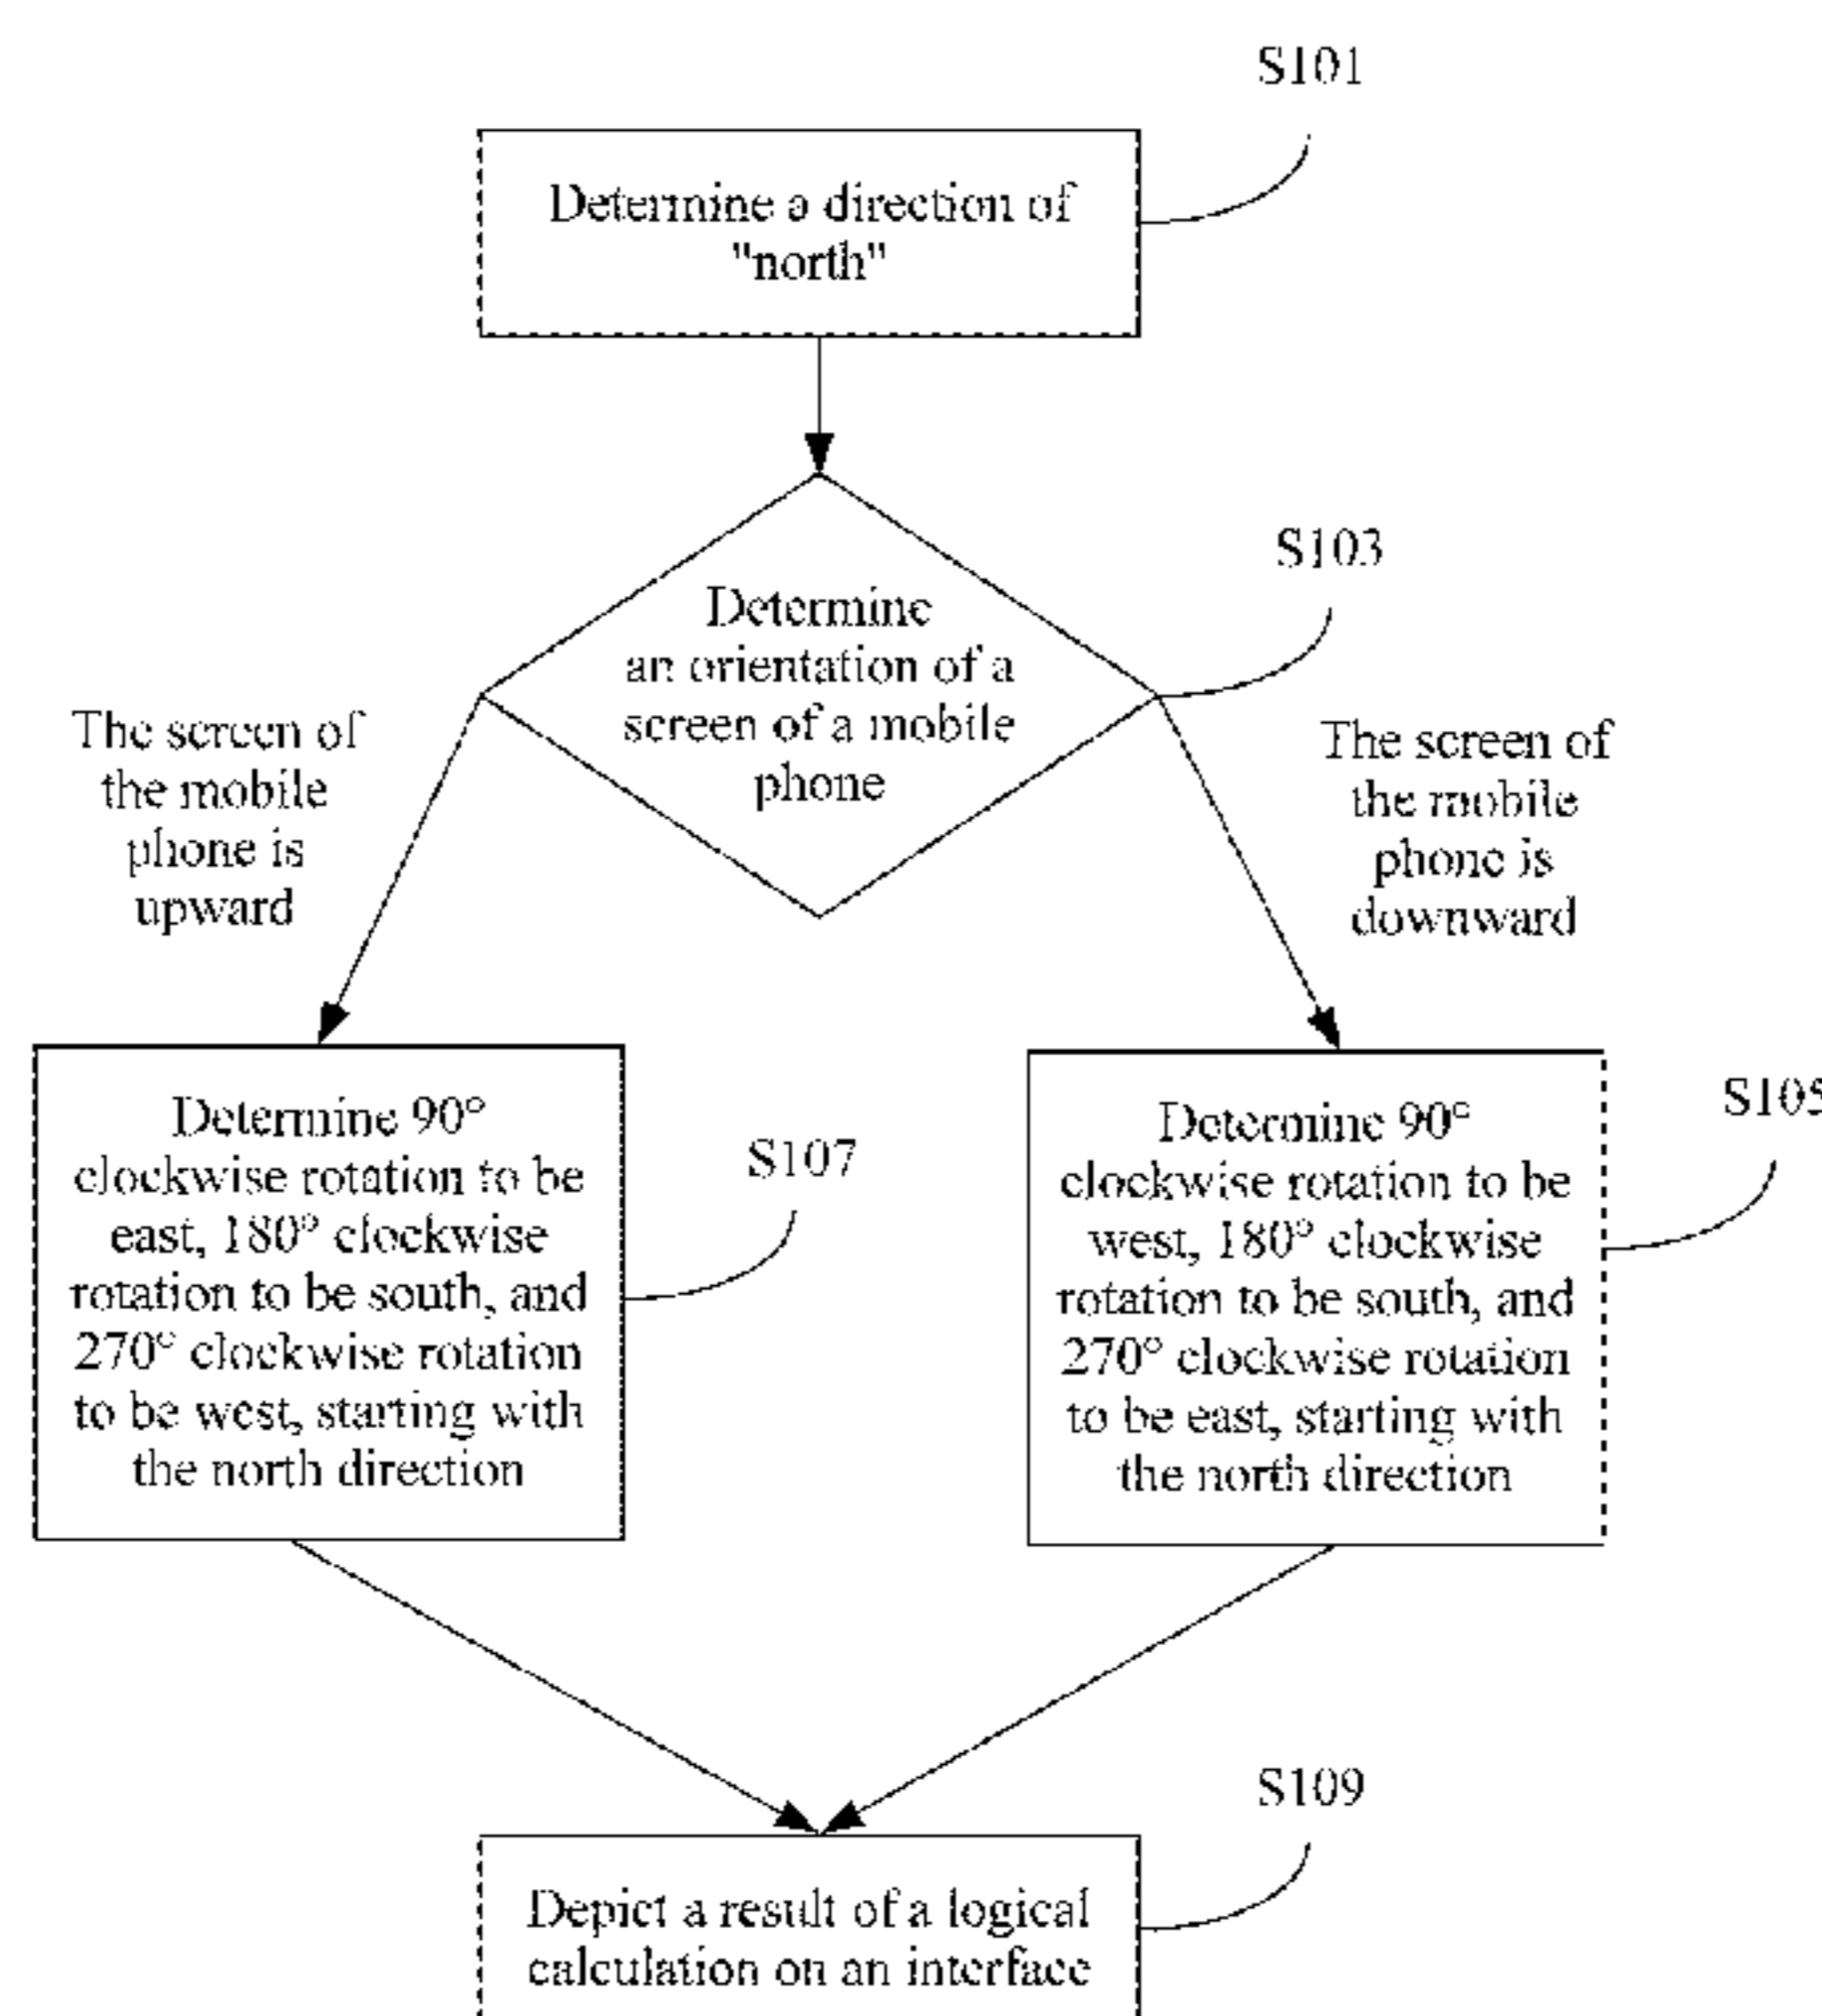 S101
Determine a direction of
"north"
S103
Determine
an orientation of a
screen of a mobile
phone
The screen of
the mobile
phone is
upward
The screen of
the mobile
phone is
downward
Determine 90°
clockwise rotation to be
east, 180° clockwise
rotation to be south, and
270° clockwise rotation
to be west, starting with
the north direction
S107
Determine 90°
clockwise rotation to be
west, 180° clockwise
rotation to be south, and
270° clockwise rotation
to be east, starting with
the north direction
S105
S109
Depict a result of a logical
calculation on an interface